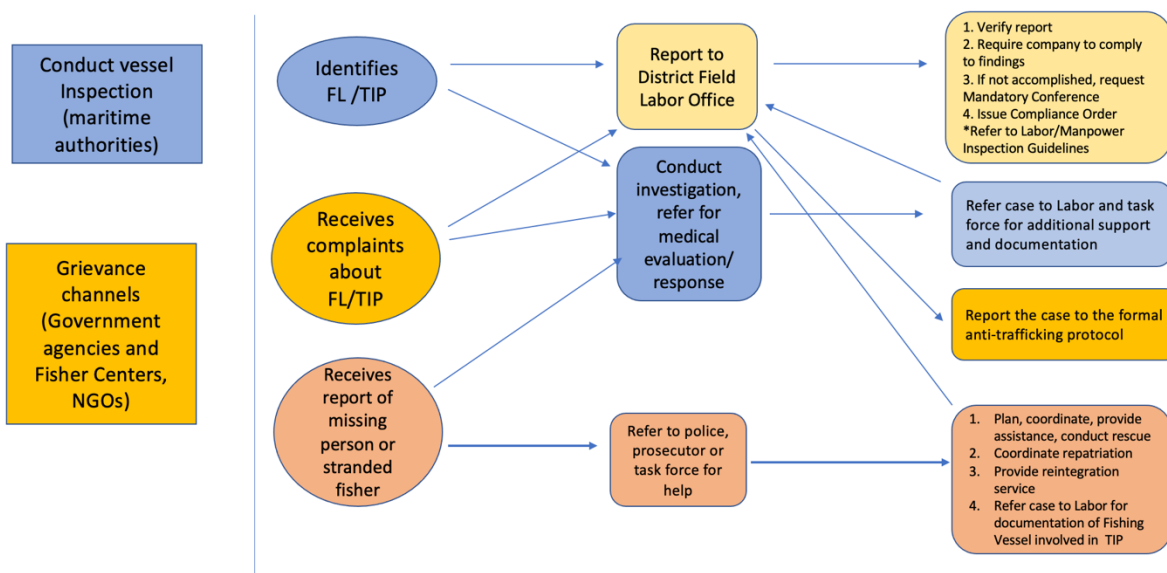 Conduct vessel
Inspection
(maritime
authorities)
Grievance
channels
(Government
agencies and
Fisher Centers,
NGOs)
Identifies
FL /TIP
Receives
complaints
about
FL/TIP
Receives
report of
missing
person or
stranded
fisher
Report to
District Field
Labor Office
Conduct
investigation,
refer for
medical
evaluation/
response
Refer to police,
prosecutor or
task force for
help
1. Verify report
2. Require company to comply
to findings
3. If not accomplished, request
Mandatory Conference
4. Issue Compliance Order
*Refer to Labor/Manpower
Inspection Guidelines
Refer case to Labor and task
force for additional support
and documentation
Report the case to the formal
anti-trafficking protocol
1. Plan, coordinate, provide
assistance, conduct rescue
2. Coordinate repatriation
3. Provide reintegration
service
4. Refer case to Labor for
documentation of Fishing
Vessel involved in TIP